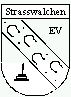 Strasswalchen
EV
C. C. C. C.